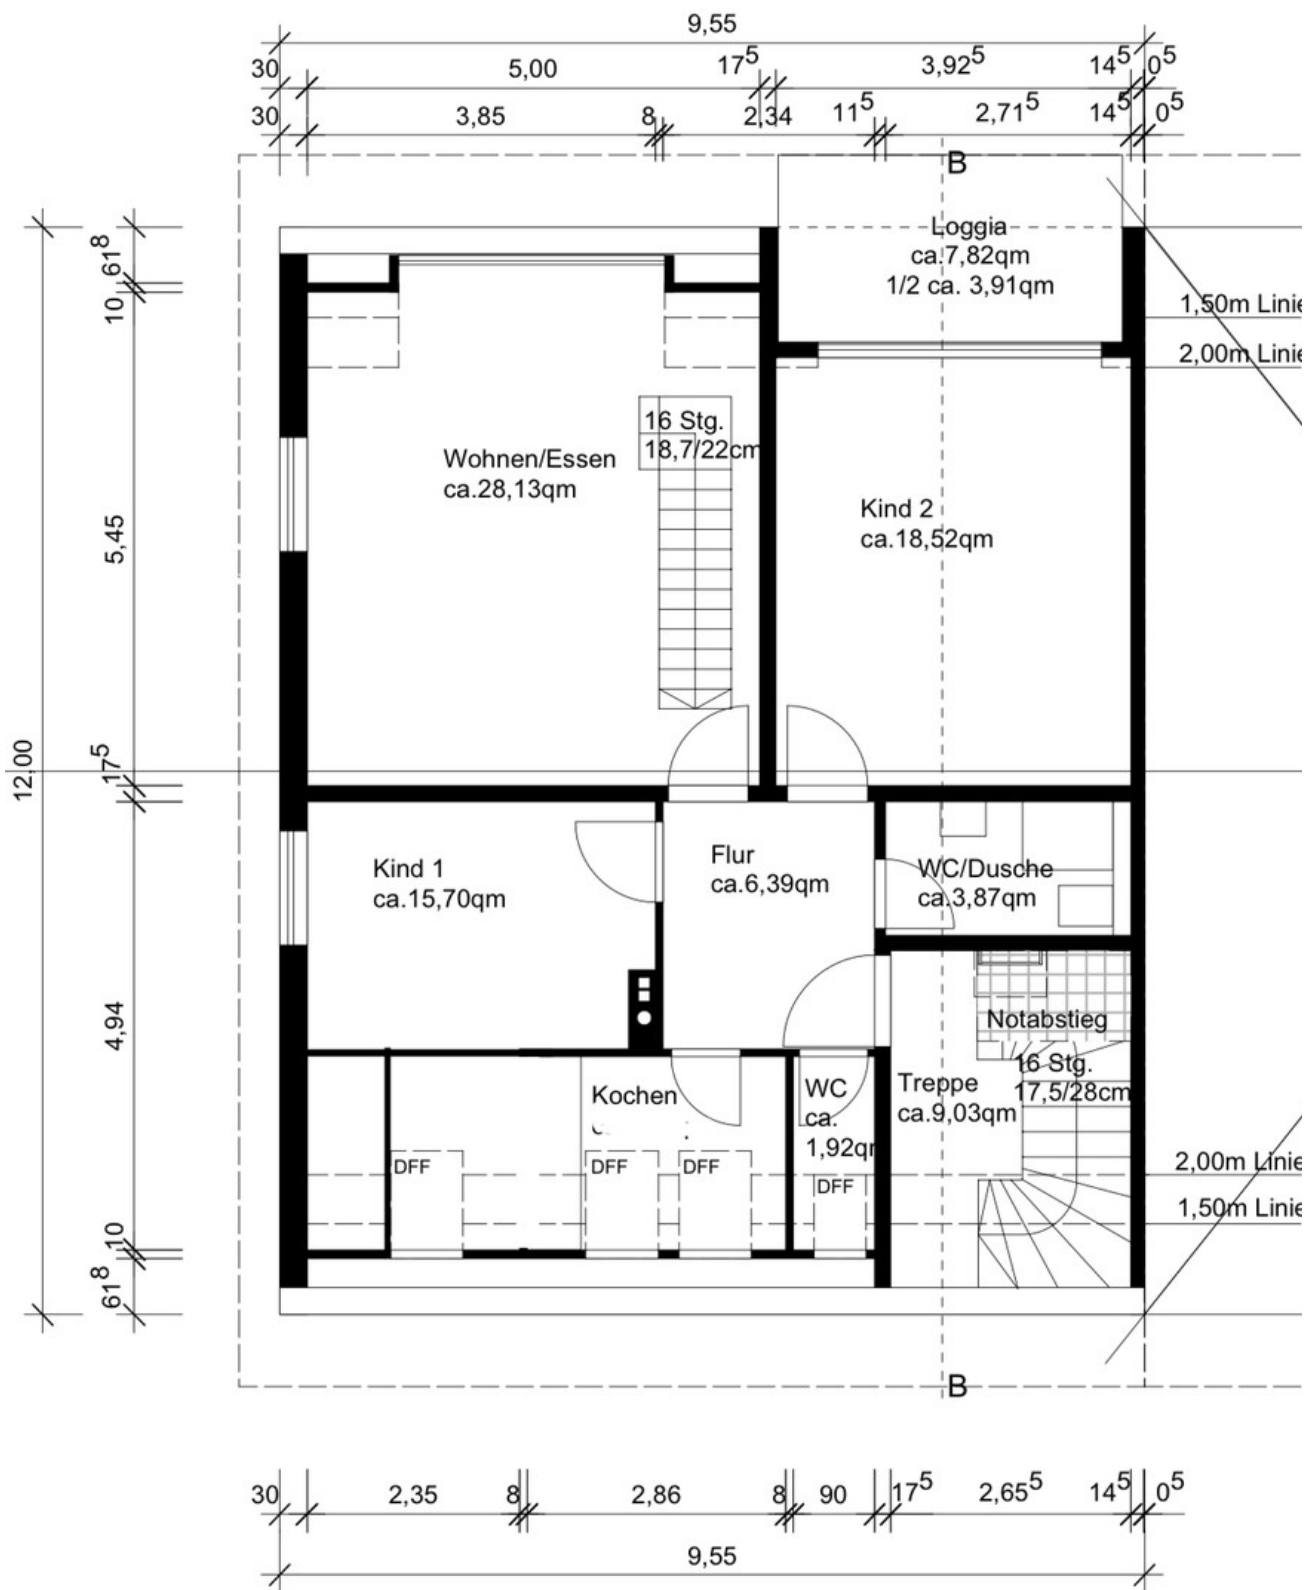 9,55
30 5,00 17⁵ 3,92⁵ 14⁵ 0⁵
30 3,85 8 2,34 11⁵ 2,71⁵ 14⁵ 0⁵
B
61⁸
10
5,45
17⁵
12,00
4,94
10
61⁸
Loggia
ca.7,82qm
1/2 ca. 3,91qm
1,50m Linie
2,00m Linie
16 Stg.
18,7/22cm
Wohnen/Essen
ca.28,13qm
Kind 2
ca.18,52qm
Kind 1
ca.15,70qm
Flur
ca.6,39qm
WC/Dusche
ca.3,87qm
Notabstieg
16 Stg.
17,5/28cm
Treppe
ca.9,03qm
Kochen
WC
ca.
1,92qm
DFF
DFF
DFF
DFF
2,00m Linie
1,50m Linie
B
30 2,35 8 2,86 8 90 17⁵ 2,65⁵ 14⁵ 0⁵
9,55